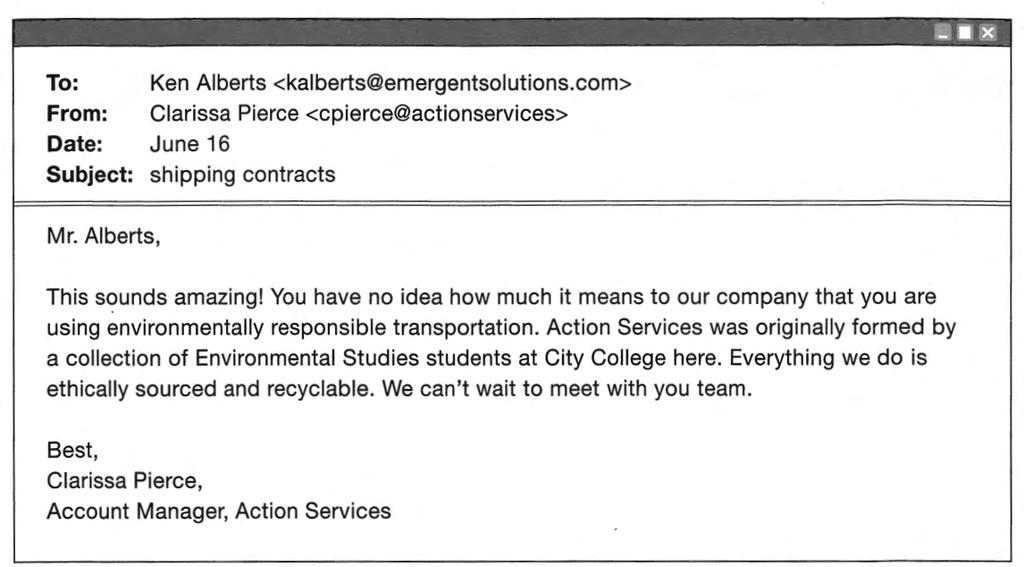 To: Ken Alberts <kalberts@emergentsolutions.com>
From: Clarissa Pierce <cpierce@actionservices>
Date: June 16
Subject: shipping contracts
Mr. Alberts,
This sounds amazing! You have no idea how much it means to our company that you are
using environmentally responsible transportation. Action Services was originally formed by
a collection of Environmental Studies students at City College here. Everything we do is
ethically sourced and recyclable. We can't wait to meet with you team.
Best,
Clarissa Pierce,
Account Manager, Action Services